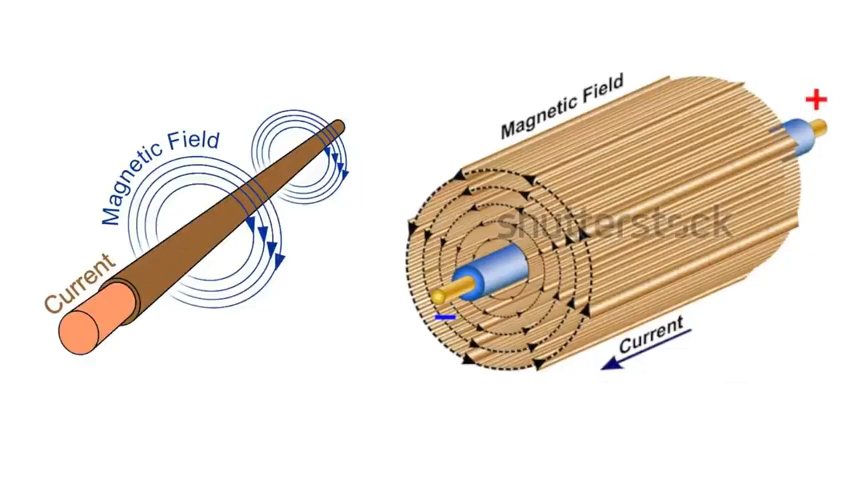 Magnetic Field
Current
Magnetic Field
+
shutterstock
−
Current